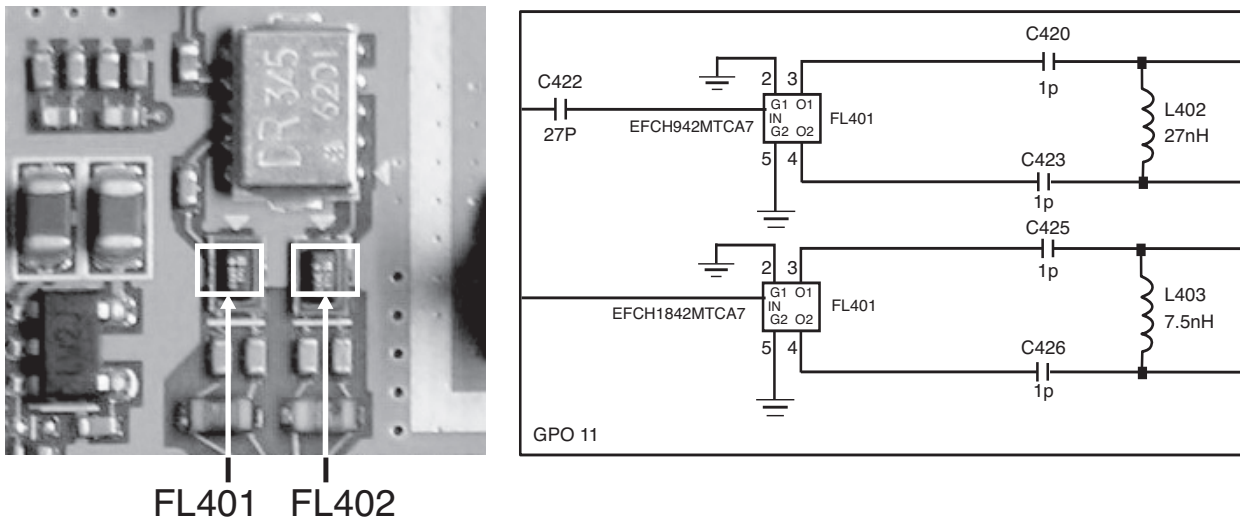 DR345
6201
FL401 FL402
C420
1p
C422
27P
2 3
G1 O1
IN
G2 O2
EFCH942MTCA7
FL401
5 4
L402
27nH
C423
1p
C425
1p
2 3
G1 O1
IN
G2 O2
EFCH1842MTCA7
FL401
5 4
L403
7.5nH
C426
1p
GPO 11